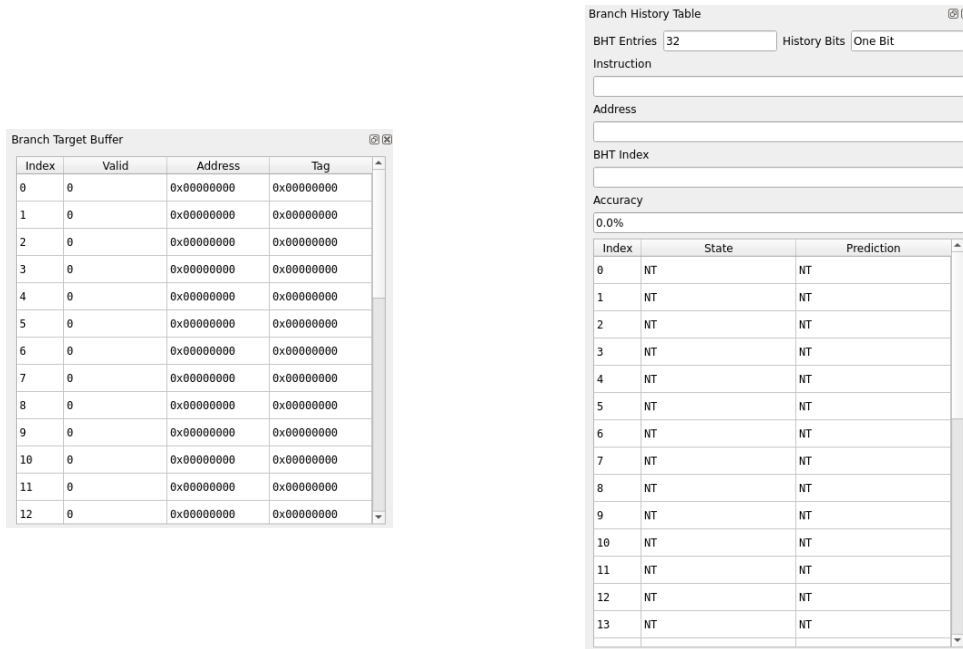 Branch Target Buffer
Index Valid Address Tag
0 0 0x00000000 0x00000000
1 0 0x00000000 0x00000000
2 0 0x00000000 0x00000000
3 0 0x00000000 0x00000000
4 0 0x00000000 0x00000000
5 0 0x00000000 0x00000000
6 0 0x00000000 0x00000000
7 0 0x00000000 0x00000000
8 0 0x00000000 0x00000000
9 0 0x00000000 0x00000000
10 0 0x00000000 0x00000000
11 0 0x00000000 0x00000000
12 0 0x00000000 0x00000000
Branch History Table
BHT Entries 32 History Bits One Bit
Instruction
Address
BHT Index
Accuracy
0.0%
Index State Prediction
0 NT NT
1 NT NT
2 NT NT
3 NT NT
4 NT NT
5 NT NT
6 NT NT
7 NT NT
8 NT NT
9 NT NT
10 NT NT
11 NT NT
12 NT NT
13 NT NT